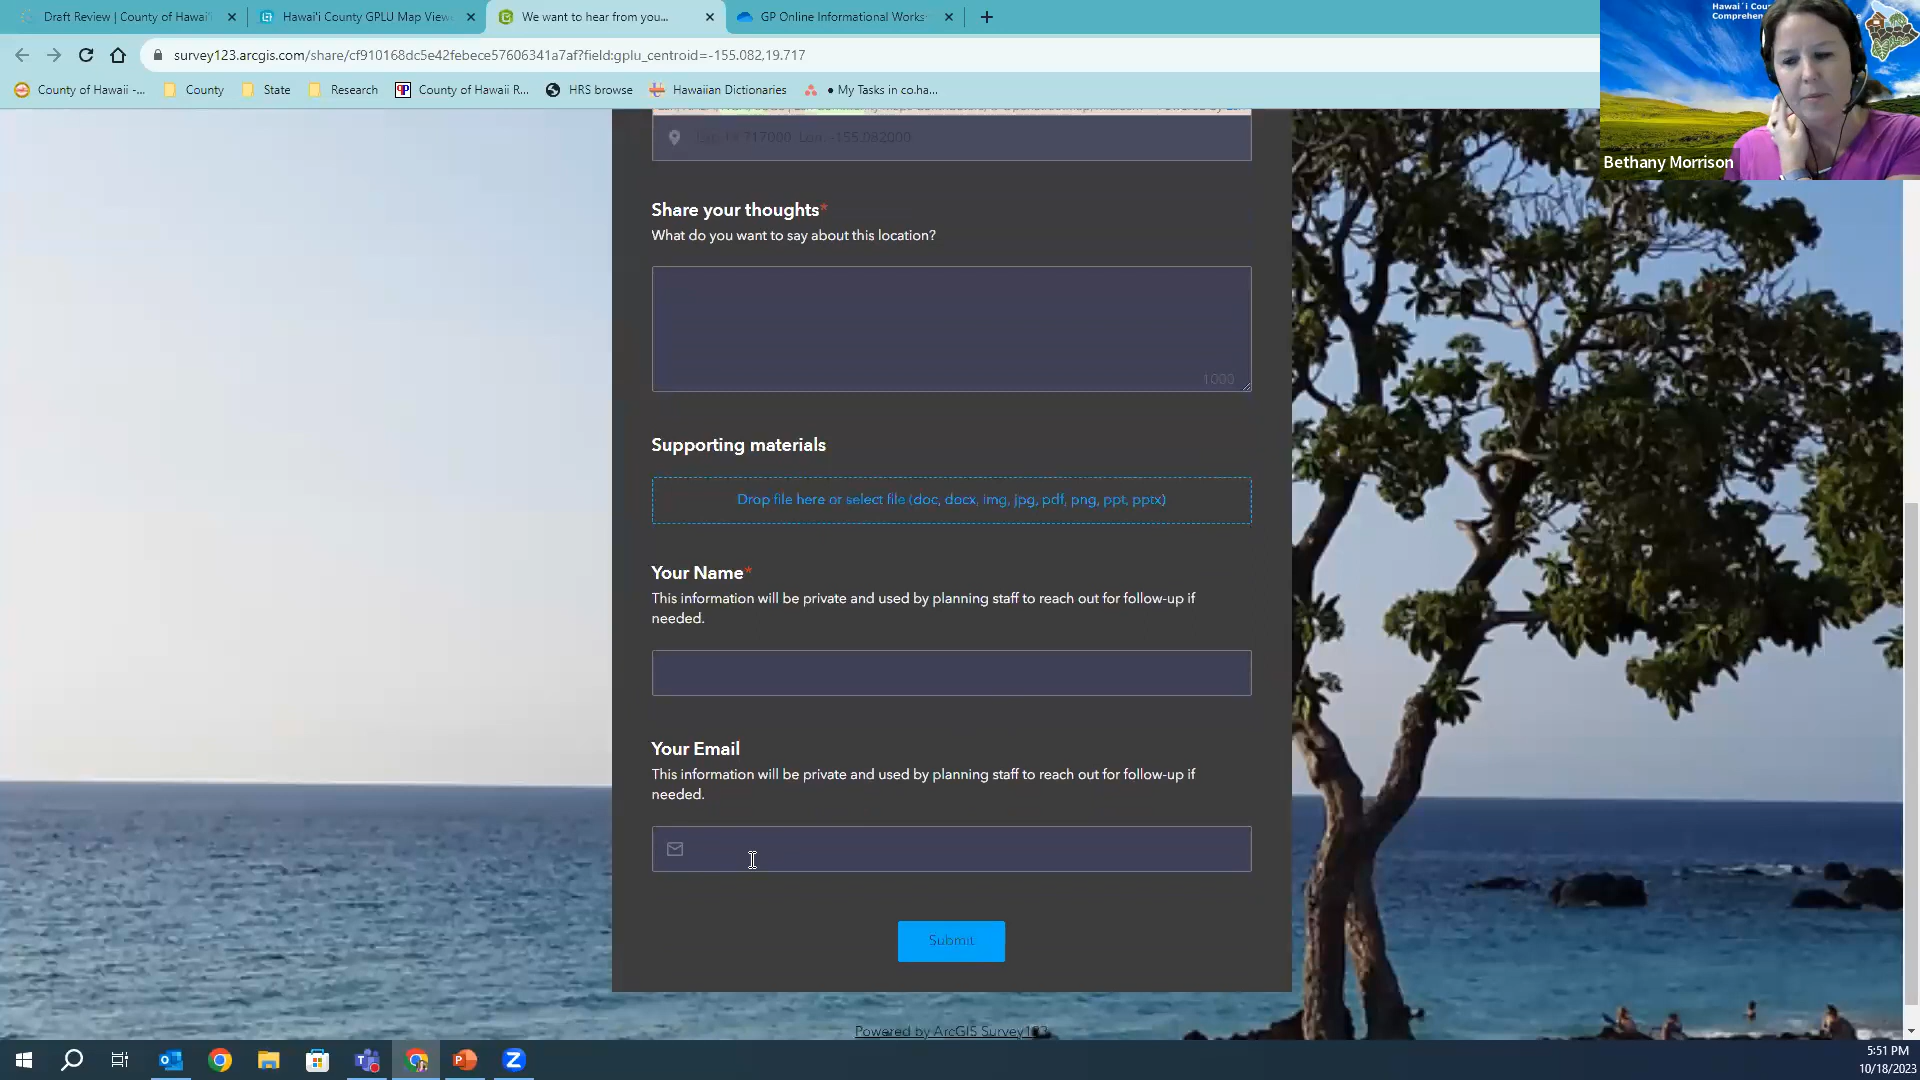 Draft Review | County of Hawaiʻi
Hawaiʻi County GPLU Map View
We want to hear from you...
GP Online Informational Works
survey123.arcgis.com/share/cf910168dc5e42febece57606341a7af?field:gplu_centroid=-155.082,19.717
County of Hawaii -...
County
State
Research
County of Hawaii R...
HRS browse
Hawaiian Dictionaries
● My Tasks in co.ha...
Bethany Morrison
717000 Lon: -155.082000
Share your thoughts*
What do you want to say about this location?
1000
Supporting materials
Drop file here or select file (doc, docx, img, jpg, pdf, png, ppt, pptx)
Your Name*
This information will be private and used by planning staff to reach out for follow-up if
needed.
Your Email
This information will be private and used by planning staff to reach out for follow-up if
needed.
Submit
Powered by ArcGIS Survey123
5:51 PM
10/18/2023